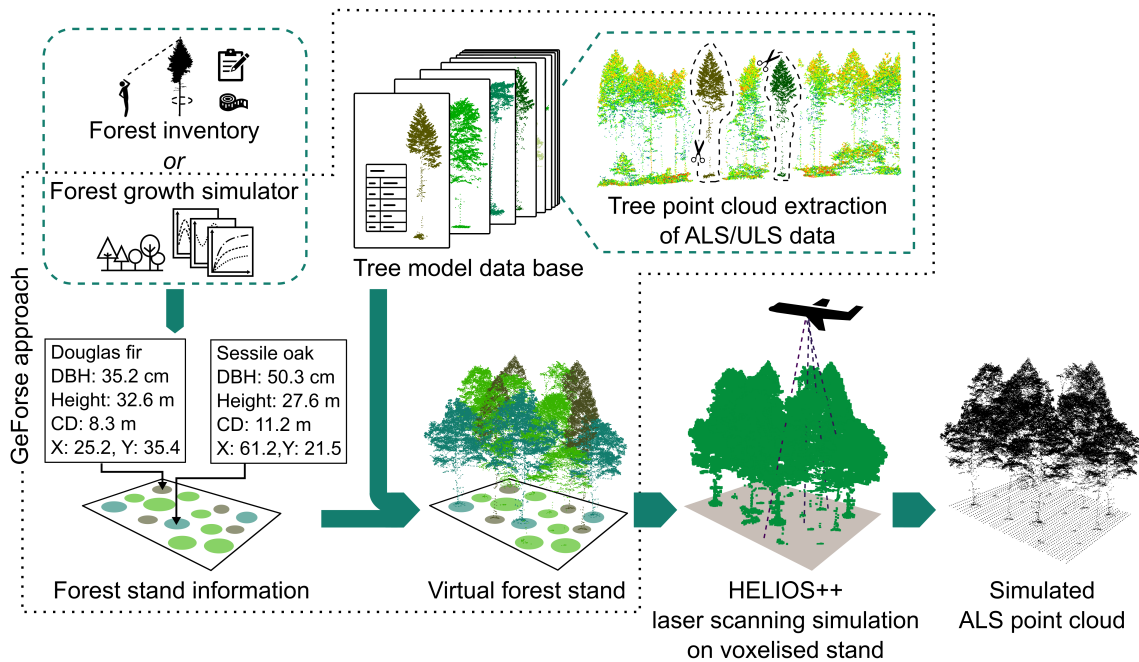 Forest inventory
or
Forest growth simulator
Tree model data base
Tree point cloud extraction
of ALS/ULS data
GeForse approach
Douglas fir
DBH: 35.2 cm
Height: 32.6 m
CD: 8.3 m
X: 25.2, Y: 35.4
Sessile oak
DBH: 50.3 cm
Height: 27.6 m
CD: 11.2 m
X: 61.2,Y: 21.5
Forest stand information
Virtual forest stand
HELIOS++
laser scanning simulation
on voxelised stand
Simulated
ALS point cloud